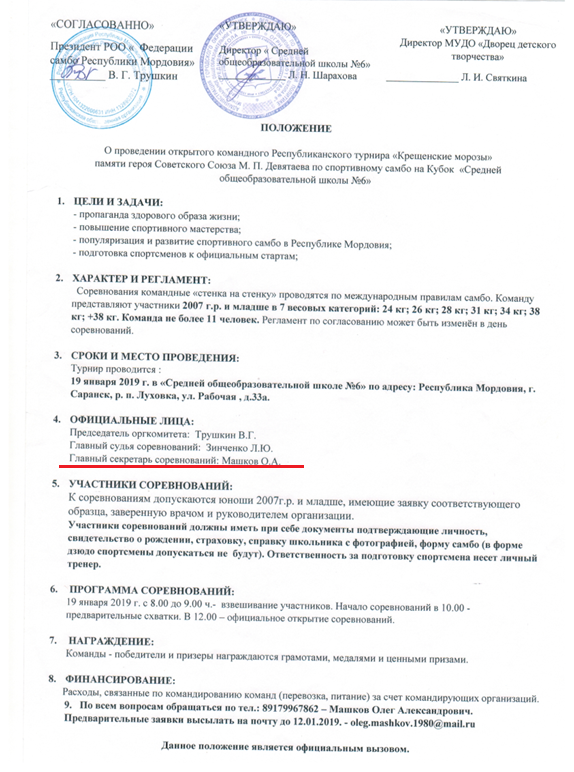 «СОГЛАСОВАННО»
Президент РОО « Федерации
самбо Республики Мордовия»
В. Г. Трушкин
«УТВЕРЖДАЮ»
Директор « Средней
общеобразовательной школы №6»
Л. Н. Шарахова
«УТВЕРЖДАЮ»
Директор МУДО «Дворец детского
творчества»
Л. И. Святкина
ПОЛОЖЕНИЕ
О проведении открытого командного Республиканского турнира «Крещенские морозы»
памяти героя Советского Союза М. П. Девятаева по спортивному самбо на Кубок «Средней
общеобразовательной школы №6»
1. ЦЕЛИ И ЗАДАЧИ:
- пропаганда здорового образа жизни;
- повышение спортивного мастерства;
- популяризация и развитие спортивного самбо в Республике Мордовия;
- подготовка спортсменов к официальным стартам;
2. ХАРАКТЕР И РЕГЛАМЕНТ:
Соревнования командные «стенка на стенку» проводятся по международным правилам самбо. Команду
представляют участники 2007 г.р. и младше в 7 весовых категорий: 24 кг; 26 кг; 28 кг; 31 кг; 34 кг; 38
кг; +38 кг. Команда не более 11 человек. Регламент по согласованию может быть изменён в день
соревнований.
3. СРОКИ И МЕСТО ПРОВЕДЕНИЯ:
Турнир проводится :
19 января 2019 г. в «Средней общеобразовательной школе №6» по адресу: Республика Мордовия, г.
Саранск, р. п. Луховка, ул. Рабочая , д.33а.
4. ОФИЦИАЛЬНЫЕ ЛИЦА:
Председатель оргкомитета: Трушкин В.Г.
Главный судья соревнований: Зинченко Л.Ю.
Главный секретарь соревнований: Машков О.А.
5. УЧАСТНИКИ СОРЕВНОВАНИЙ:
К соревнованиям допускаются юноши 2007г.р. и младше, имеющие заявку соответствующего
образца, заверенную врачом и руководителем организации.
Участники соревнований должны иметь при себе документы подтверждающие личность,
свидетельство о рождении, страховку, справку школьника с фотографией, форму самбо (в форме
дзюдо спортсмены допускаться не будут). Ответственность за подготовку спортсмена несет личный
тренер.
6. ПРОГРАММА СОРЕВНОВАНИЙ:
19 января 2019 г. с 8.00 до 9.00 ч.- взвешивание участников. Начало соревнований в 10.00 -
предварительные схватки. В 12.00 – официальное открытие соревнований.
7. НАГРАЖДЕНИЕ:
Команды - победители и призеры награждаются грамотами, медалями и ценными призами.
8. ФИНАНСИРОВАНИЕ:
Расходы, связанные по командированию команд (перевозка, питание) за счет командирующих организаций.
9. По всем вопросам обращаться по тел.: 89179967862 – Машков Олег Александрович.
Предварительные заявки высылать на почту до 12.01.2019. - oleg.mashkov.1980@mail.ru
Данное положение является официальным вызовом.